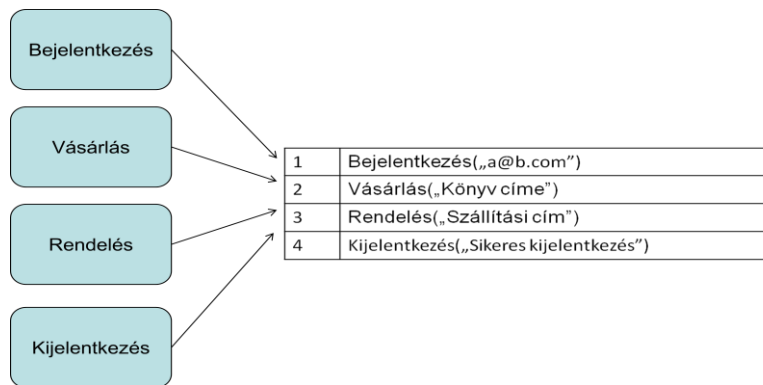 Bejelentkezés
Vásárlás
Rendelés
Kijelentkezés
1 Bejelentkezés(„a@b.com”)
2 Vásárlás(„Könyv címe”)
3 Rendelés(„Szállítási cím”)
4 Kijelentkezés(„Sikeres kijelentkezés”)